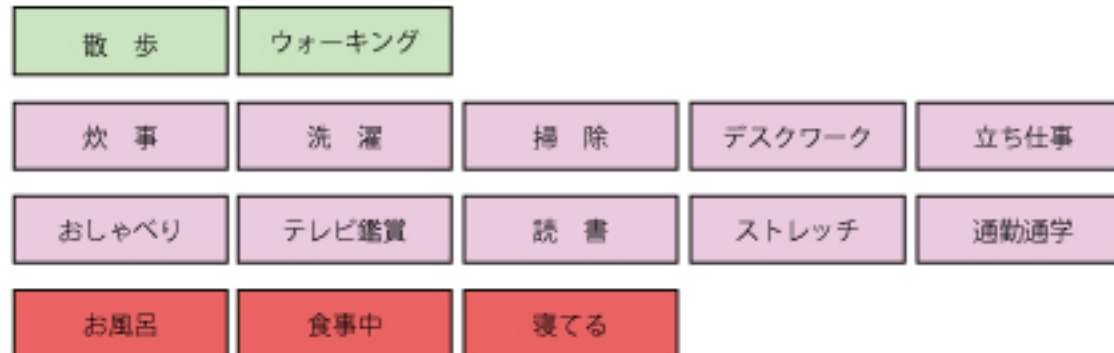 散 歩 ウォーキング
炊 事 洗 濯 掃 除 デスクワーク 立ち仕事
おしゃべり テレビ鑑賞 読 書 ストレッチ 通勤通学
お風呂 食事中 寝てる